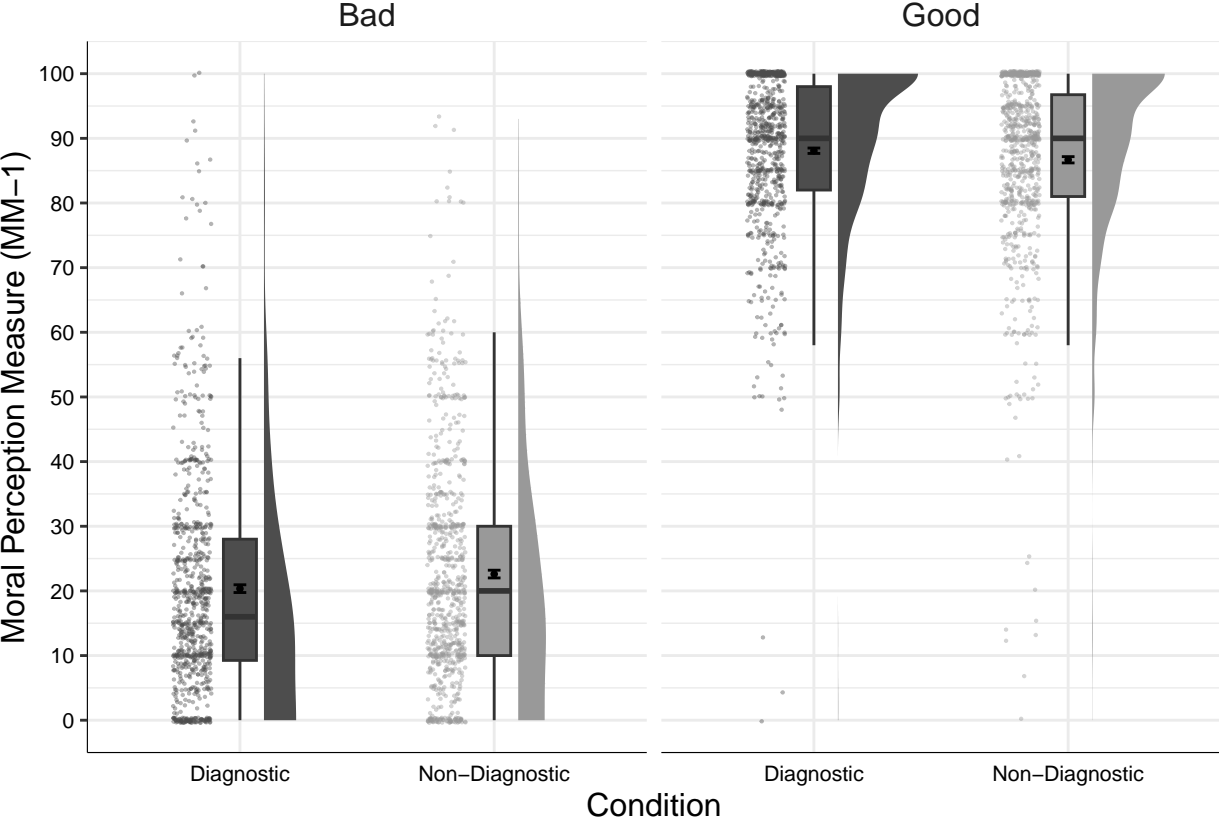 Bad
Good
Moral Perception Measure (MM−1)
100
90
80
70
60
50
40
30
20
10
0
Diagnostic
Non−Diagnostic
Diagnostic
Non−Diagnostic
Condition